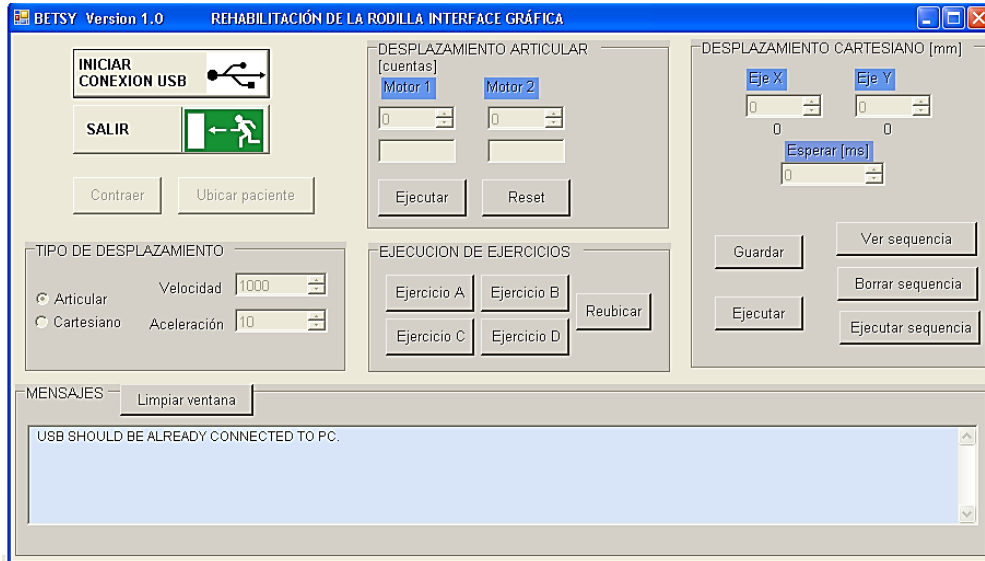 BETSY Version 1.0 REHABILITACIÓN DE LA RODILLA INTERFACE GRÁFICA
INICIAR
CONEXION USB
SALIR
Contraer Ubicar paciente
TIPO DE DESPLAZAMIENTO
Articular
Cartesiano
Velocidad 1000
Aceleración 10
DESPLAZAMIENTO ARTICULAR
[cuentas]
Motor 1 Motor 2
0 0
Ejecutar Reset
EJECUCION DE EJERCICIOS
Ejercicio A Ejercicio B
Ejercicio C Ejercicio D
Reubicar
DESPLAZAMIENTO CARTESIANO [mm]
Eje X Eje Y
0 0
0 0
Esperar [ms]
0
Guardar
Ejecutar
Ver sequencia
Borrar sequencia
Ejecutar sequencia
MENSAJES Limpiar ventana
USB SHOULD BE ALREADY CONNECTED TO PC.